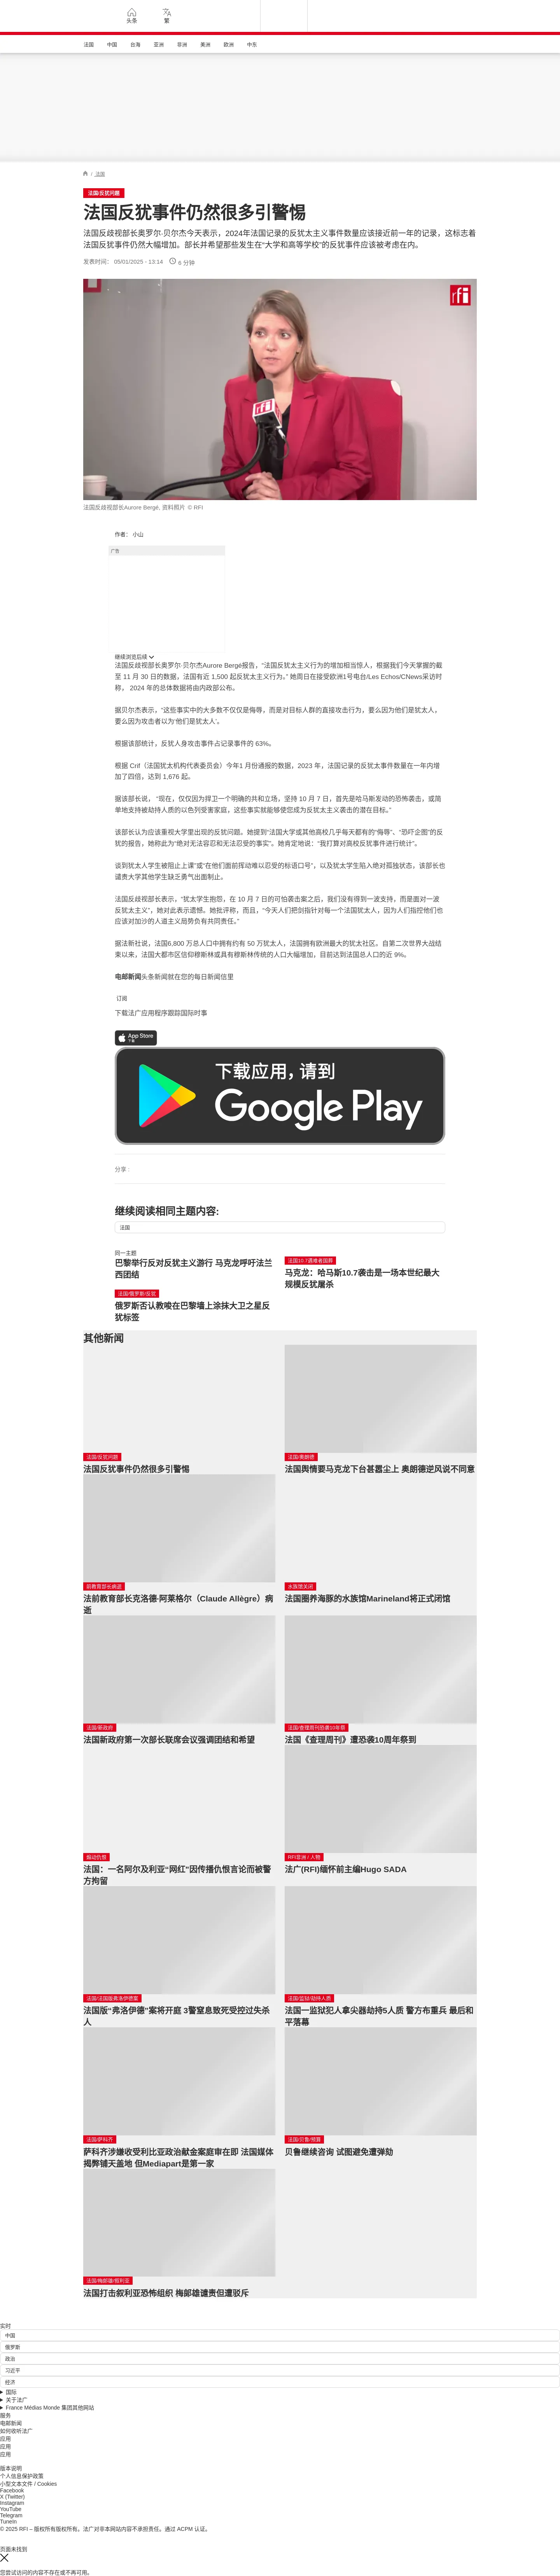 头条
繁
法国 中国 台海 亚洲 非洲 美洲 欧洲 中东
/ 法国
法国/反犹问题
法国反犹事件仍然很多引警惕
法国反歧视部长奥罗尔·贝尔杰今天表示，2024年法国记录的反犹太主义事件数量应该接近前一年的记录，这标志着
法国反犹事件仍然大幅增加。部长并希望那些发生在“大学和高等学校”的反犹事件应该被考虑在内。
发表时间： 05/01/2025 - 13:14 6 分钟
rfi
rfi
法国反歧视部长Aurore Bergé, 资料照片 © RFI
作者： 小山
广告
继续浏览后续
法国反歧视部长奥罗尔·贝尔杰Aurore Bergé报告，“法国反犹太主义行为的增加相当惊人，根据我们今天掌握的截
至 11 月 30 日的数据，法国有近 1,500 起反犹太主义行为。” 她周日在接受欧洲1号电台/Les Echos/CNews采访时
称， 2024 年的总体数据将由内政部公布。
据贝尔杰表示，“这些事实中的大多数不仅仅是侮辱，而是对目标人群的直接攻击行为，要么因为他们是犹太人，
要么因为攻击者以为‘他们是犹太人’。
根据该部统计，反犹人身攻击事件占记录事件的 63%。
根据 Crif（法国犹太机构代表委员会）今年1 月份通报的数据，2023 年，法国记录的反犹太事件数量在一年内增
加了四倍，达到 1,676 起。
据该部长说， “现在，仅仅因为捍卫一个明确的共和立场，坚持 10 月 7 日，首先是哈马斯发动的恐怖袭击，或简
单地支持被劫持人质的以色列受害家庭，这些事实就能够使您成为反犹太主义袭击的潜在目标。”
该部长认为应该重视大学里出现的反犹问题。她提到“法国大学或其他高校几乎每天都有的“侮辱”、“恐吓企图”的反
犹的报告，她称此为“绝对无法容忍和无法忍受的事实”。她肯定地说：“我打算对高校反犹事件进行统计”。
谈到犹太人学生被阻止上课”或“在他们面前挥动难以忍受的标语口号”，以及犹太学生陷入绝对孤独状态，该部长也
谴责大学其他学生缺乏勇气出面制止。
法国反歧视部长表示，“犹太学生抱怨，在 10 月 7 日的可怕袭击案之后，我们没有得到一波支持，而是面对一波
反犹太主义”，她对此表示遗憾。她批评称，而且，“今天人们把剑指针对每一个法国犹太人，因为人们指控他们也
应该对加沙的人道主义局势负有共同责任。”
据法新社说，法国6,800 万总人口中拥有约有 50 万犹太人，法国拥有欧洲最大的犹太社区。自第二次世界大战结
束以来，法国大都市区信仰穆斯林或具有穆斯林传统的人口大幅增加，目前达到法国总人口的近 9%。
电邮新闻头条新闻就在您的每日新闻信里
订阅
下载法广应用程序跟踪国际时事
App Store
下载
下载应用，请到
Google Play
分享 :
继续阅读相同主题内容:
法国
同一主题
巴黎举行反对反犹主义游行 马克龙呼吁法兰
西团结
法国10.7遇难者国葬
马克龙：哈马斯10.7袭击是一场本世纪最大
规模反犹屠杀
法国/俄罗斯/反犹
俄罗斯否认教唆在巴黎墙上涂抹大卫之星反
犹标签
其他新闻
法国/反犹问题
法国反犹事件仍然很多引警惕
法国/奥朗德
法国舆情要马克龙下台甚嚣尘上 奥朗德逆风说不同意
前教育部长病逝
法前教育部长克洛德·阿莱格尔（Claude Allègre）病
逝
水族馆关闭
法国圈养海豚的水族馆Marineland将正式闭馆
法国/新政府
法国新政府第一次部长联席会议强调团结和希望
法国/查理周刊恐袭10年祭
法国《查理周刊》遭恐袭10周年祭到
煽动仇恨
法国：一名阿尔及利亚“网红”因传播仇恨言论而被警
方拘留
RFI亚洲 / 人物
法广(RFI)缅怀前主编Hugo SADA
法国/法国版弗洛伊德案
法国版“弗洛伊德”案将开庭 3警窒息致死受控过失杀
人
法国/监狱/劫持人质
法国一监狱犯人拿尖器劫持5人质 警方布重兵 最后和
平落幕
法国/萨科齐
萨科齐涉嫌收受利比亚政治献金案庭审在即 法国媒体
揭弊铺天盖地 但Mediapart是第一家
法国/贝鲁/预算
贝鲁继续咨询 试图避免遭弹劾
法国/梅郎雄/叙利亚
法国打击叙利亚恐怖组织 梅郎雄谴责但遭驳斥
实时
中国
俄罗斯
政治
习近平
经济
国际
关于法广
France Médias Monde 集团其他网站
服务
电邮新闻
如何收听法广
应用
应用
应用
版本说明
个人信息保护政策
小型文本文件 / Cookies
Facebook
X (Twitter)
Instagram
YouTube
Telegram
TuneIn
© 2025 RFI – 版权所有版权所有。法广对非本网站内容不承担责任。通过 ACPM 认证。
页面未找到
您尝试访问的内容不存在或不再可用。